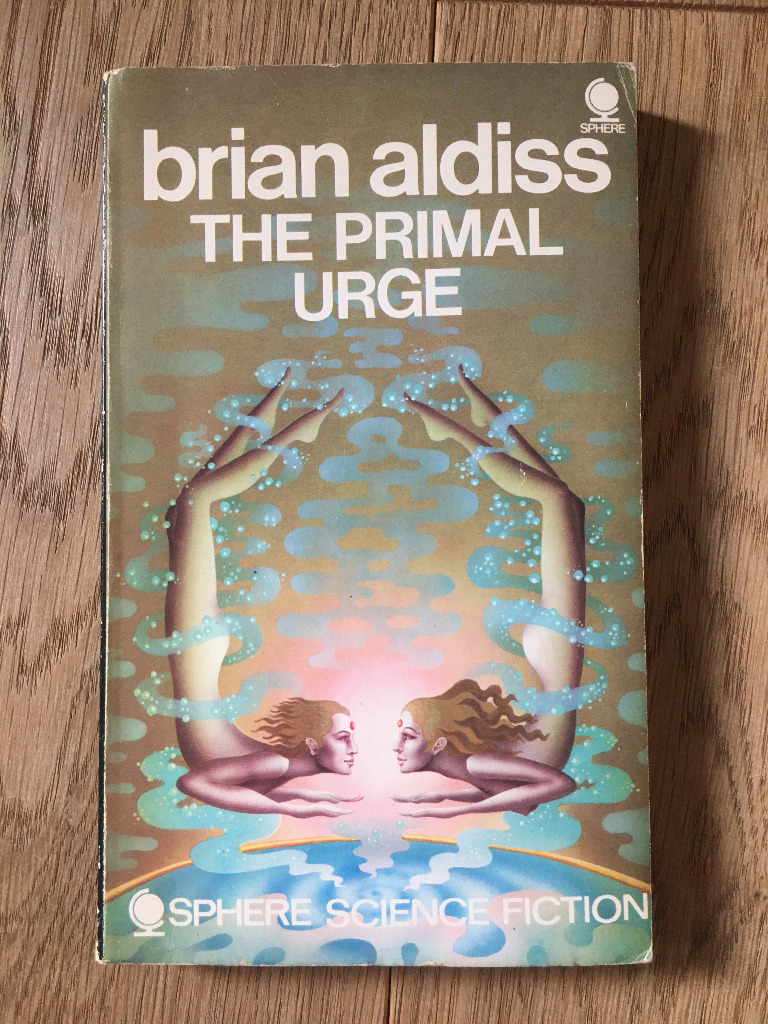 SPHERE
brian aldiss
THE PRIMAL
URGE
SPHERE SCIENCE FICTION